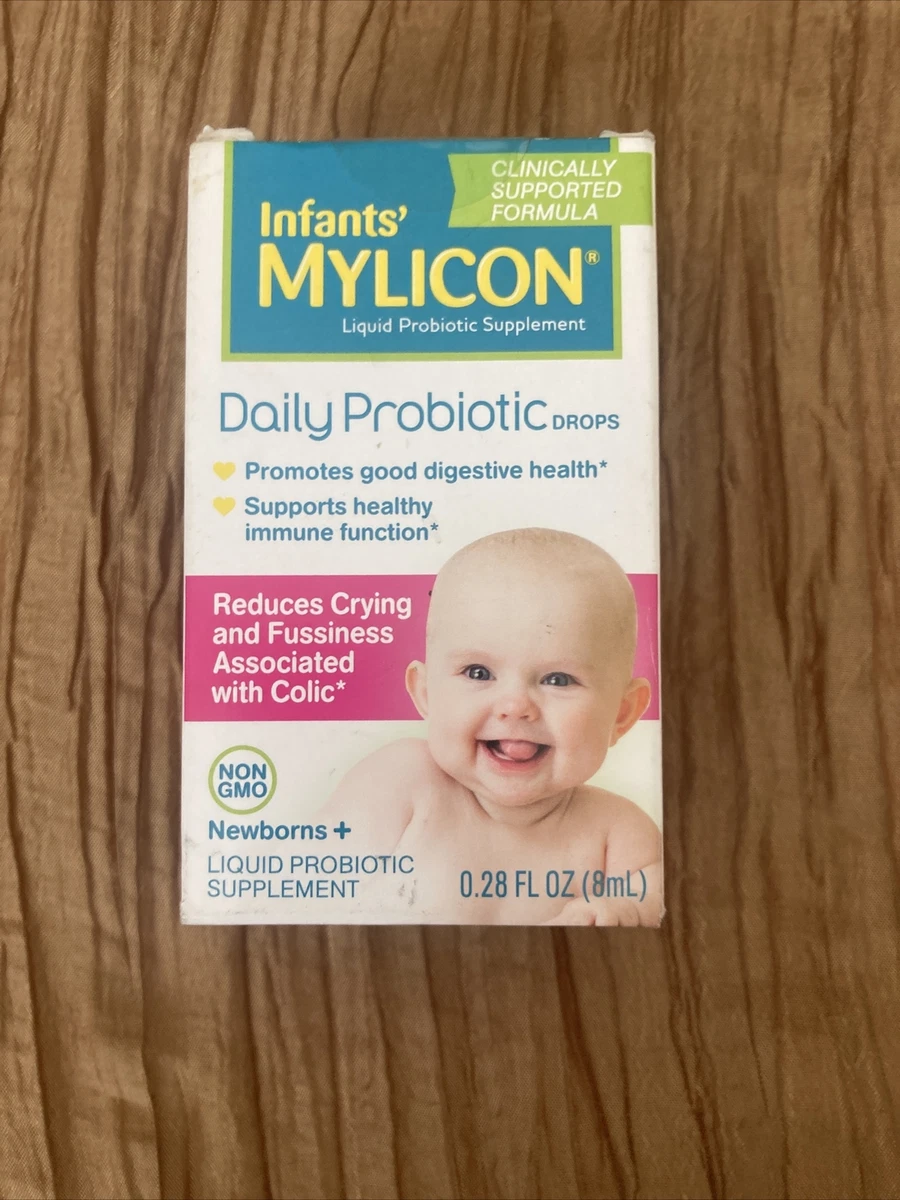 CLINICALLY
SUPPORTED
FORMULA
Infants'
MYLICON®
Liquid Probiotic Supplement
Daily Probiotic DROPS
Promotes good digestive health*
Supports healthy
immune function*
Reduces Crying
and Fussiness
Associated
with Colic*
NON
GMO
Newborns +
LIQUID PROBIOTIC
SUPPLEMENT
0.28 FL OZ (8mL)